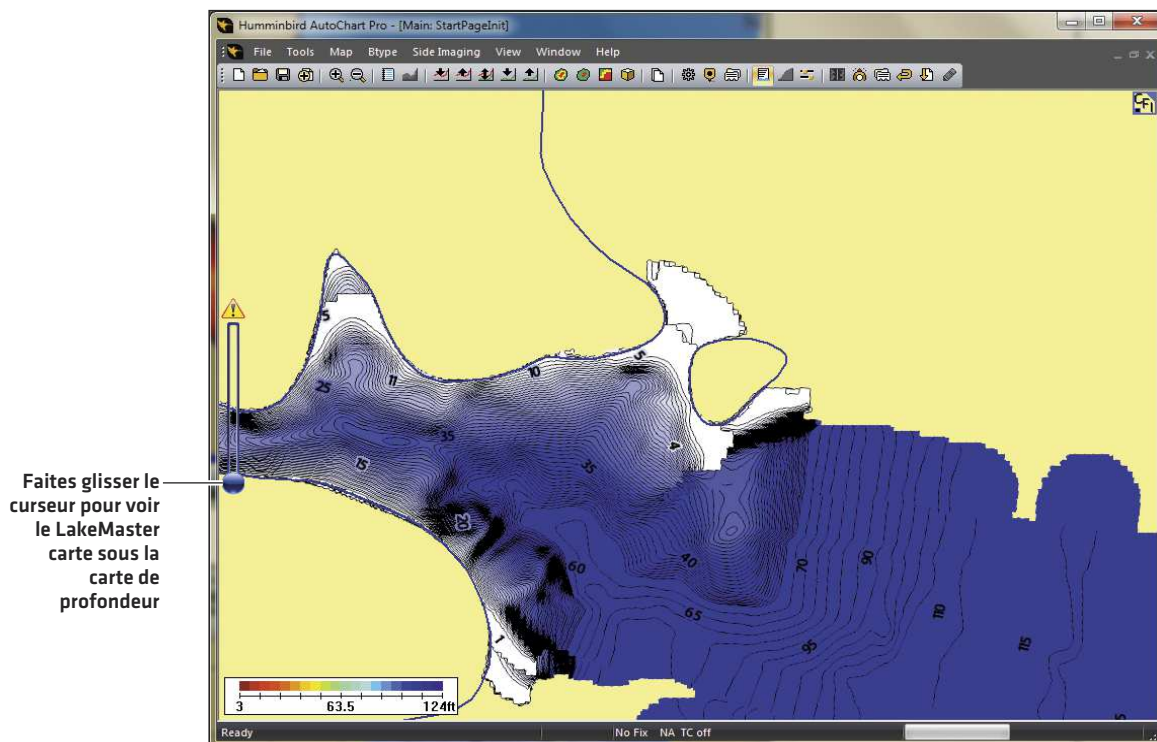 Humminbird AutoChart Pro - [Main: StartPageInit]
File Tools Map Btype Side Imaging View Window Help
CFI
5
25
11
10
5
35
15
4
35
20
40
60
65
70
90
95
110
115
1
Faites glisser le
curseur pour voir
le LakeMaster
carte sous la
carte de
profondeur
3 63.5 124ft
Ready No Fix NA TC off